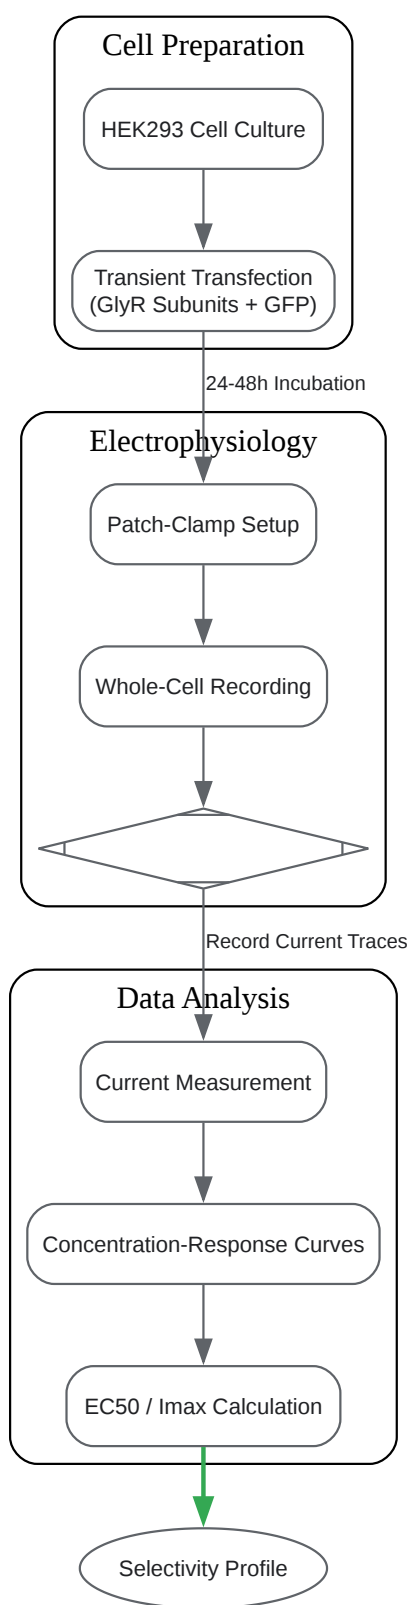 Cell Preparation
HEK293 Cell Culture
Transient Transfection
(GlyR Subunits + GFP)
24-48h Incubation
Electrophysiology
Patch-Clamp Setup
Whole-Cell Recording
Record Current Traces
Data Analysis
Current Measurement
Concentration-Response Curves
EC50 / Imax Calculation
Selectivity Profile